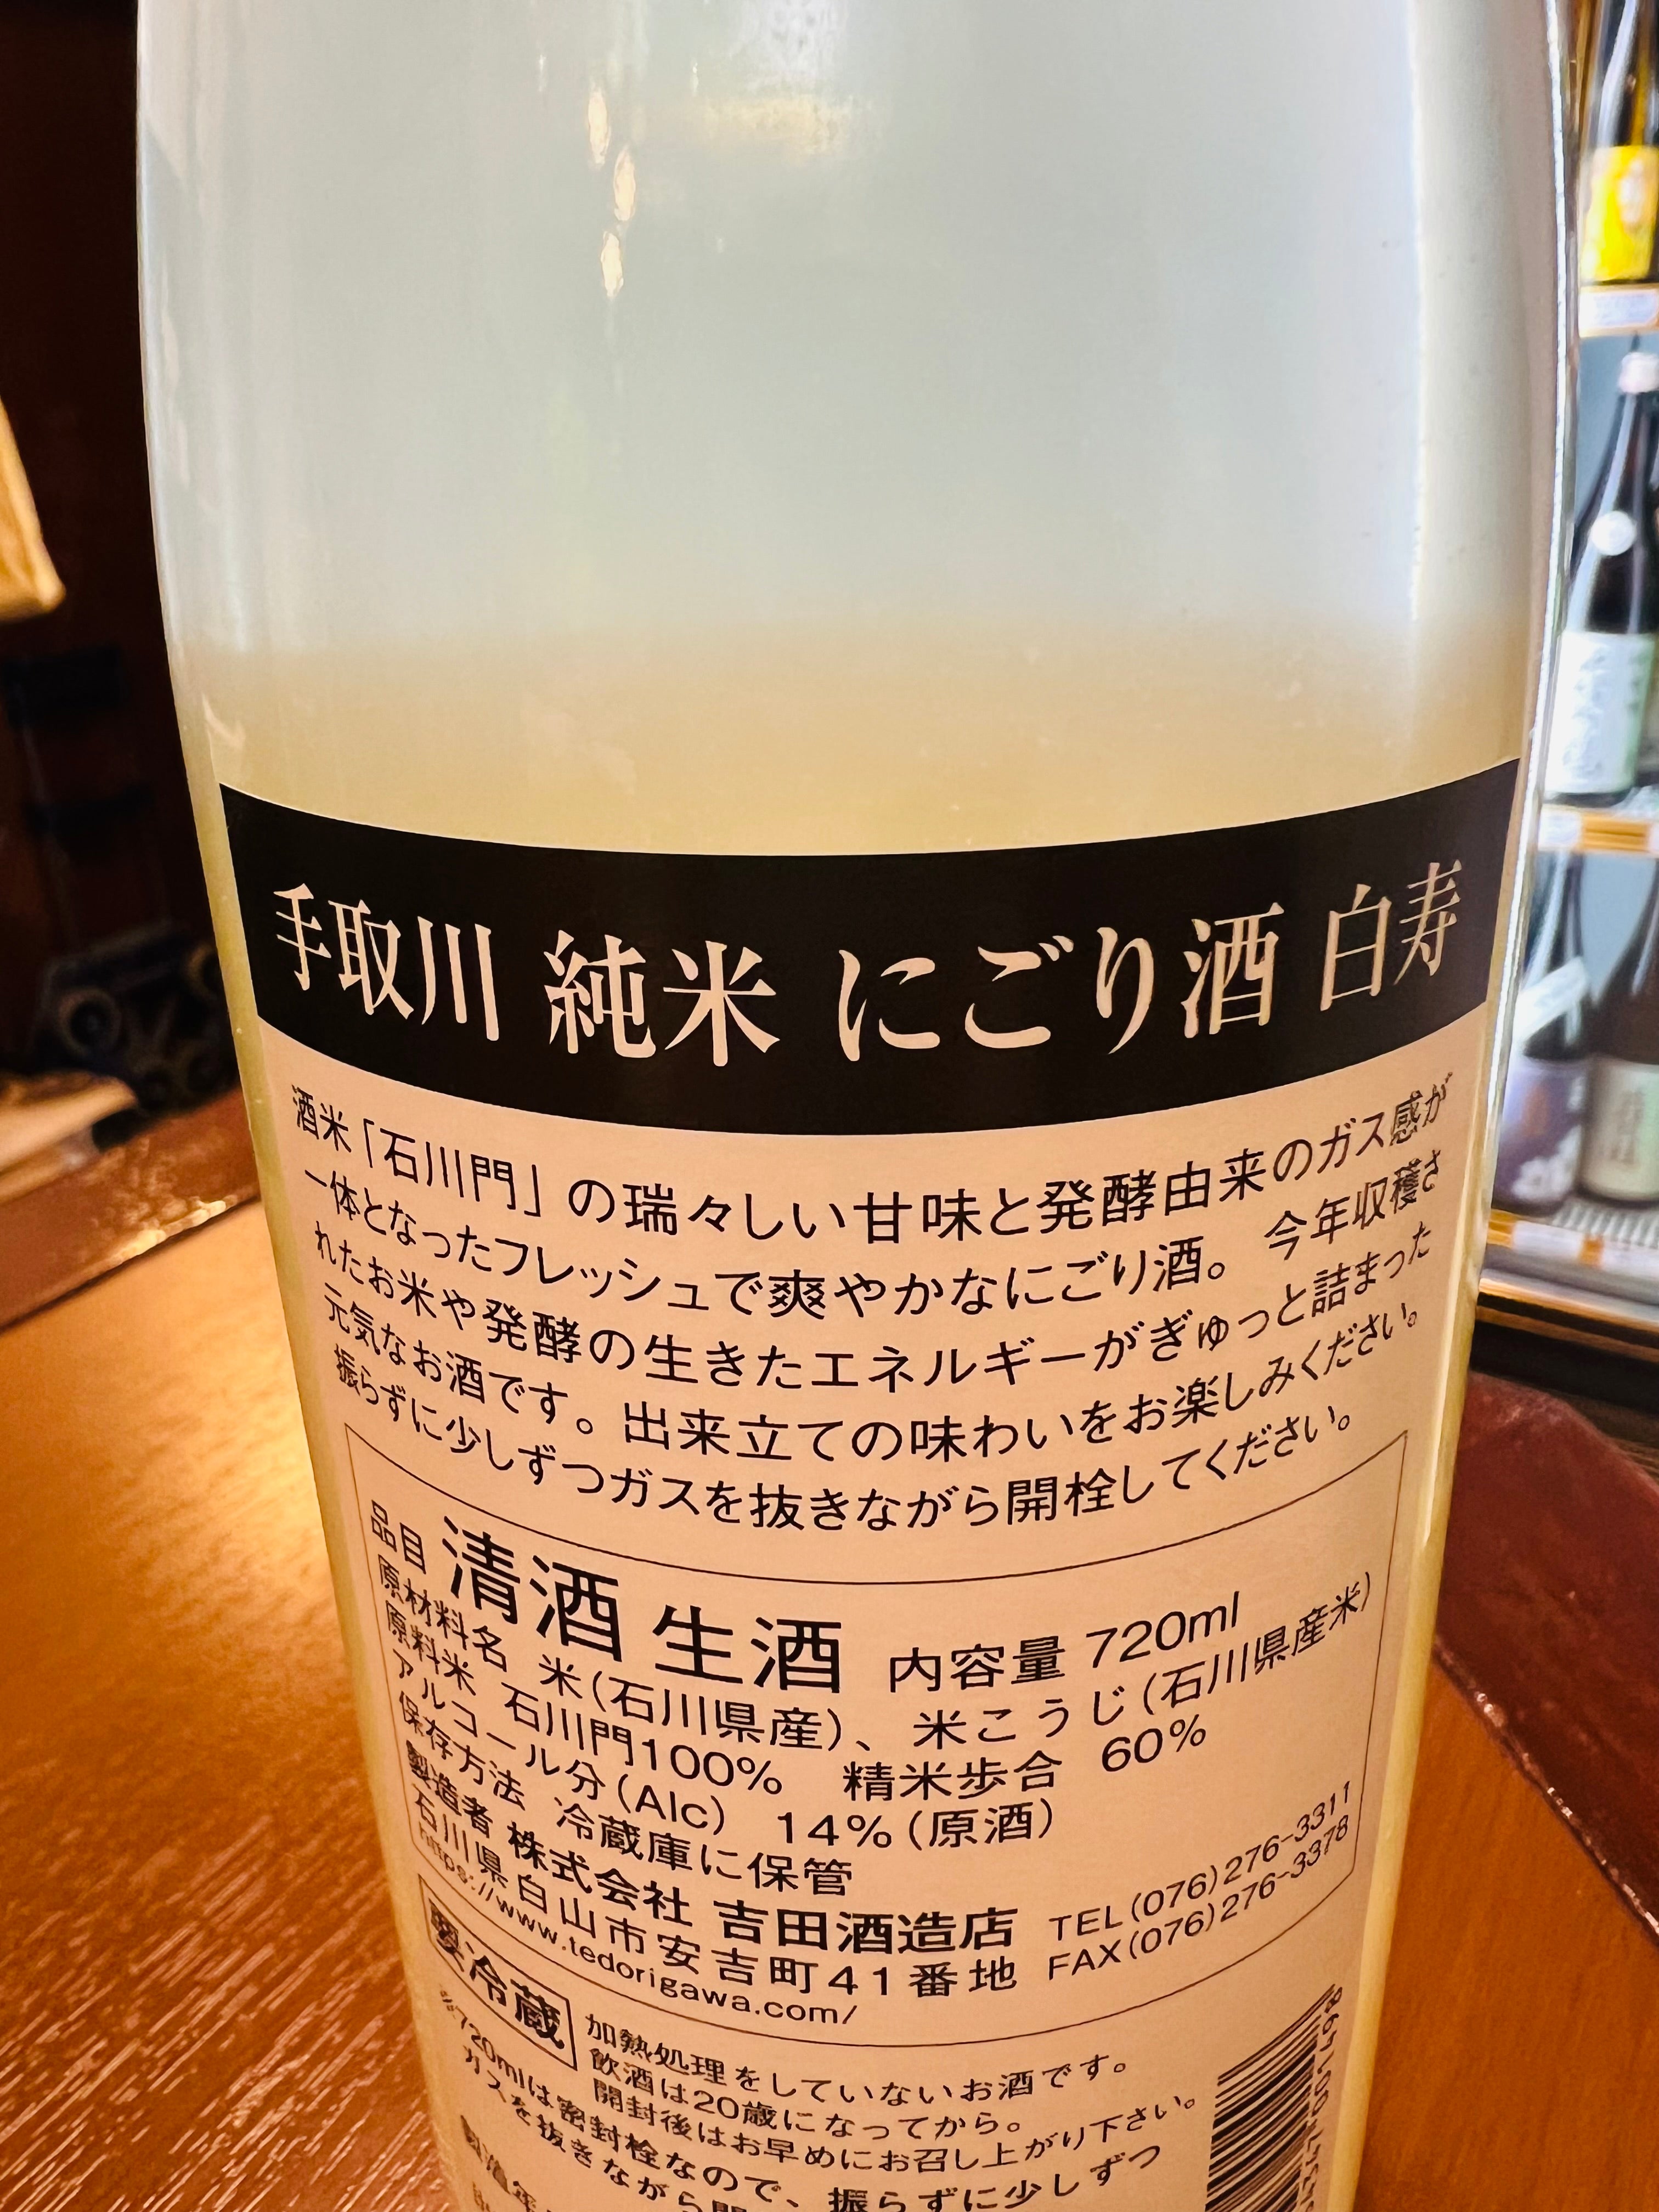 手取川 純米 にごり酒 白寿
酒米「石川門」の瑞々しい甘味と発酵由来のガス感が
一体となったフレッシュで爽やかなにごり酒。今年収穫さ
れたお米や発酵の生きたエネルギーがぎゅっと詰まった
元気なお酒です。出来立ての味わいをお楽しみください。
振らずに少しずつガスを抜きながら開栓してください。
品目 清酒 生酒 内容量 720ml
原材料名 米(石川県産)、米こうじ(石川県産米)
原料米 石川門100% 精米歩合 60%
アルコール分(Alc) 14%(原酒)
保存方法 冷蔵庫に保管
製造者 株式会社 吉田酒造店 TEL(076)276-3311
石川県白山市安吉町41番地 FAX(076)276-3378
https://www.tedorigawa.com/
要冷蔵
加熱処理をしていないお酒です。
飲酒は20歳になってから。
開封後はお早めにお召し上がり下さい。
※720mlは密封栓なので、振らずに少しずつ
ガスを抜きながら